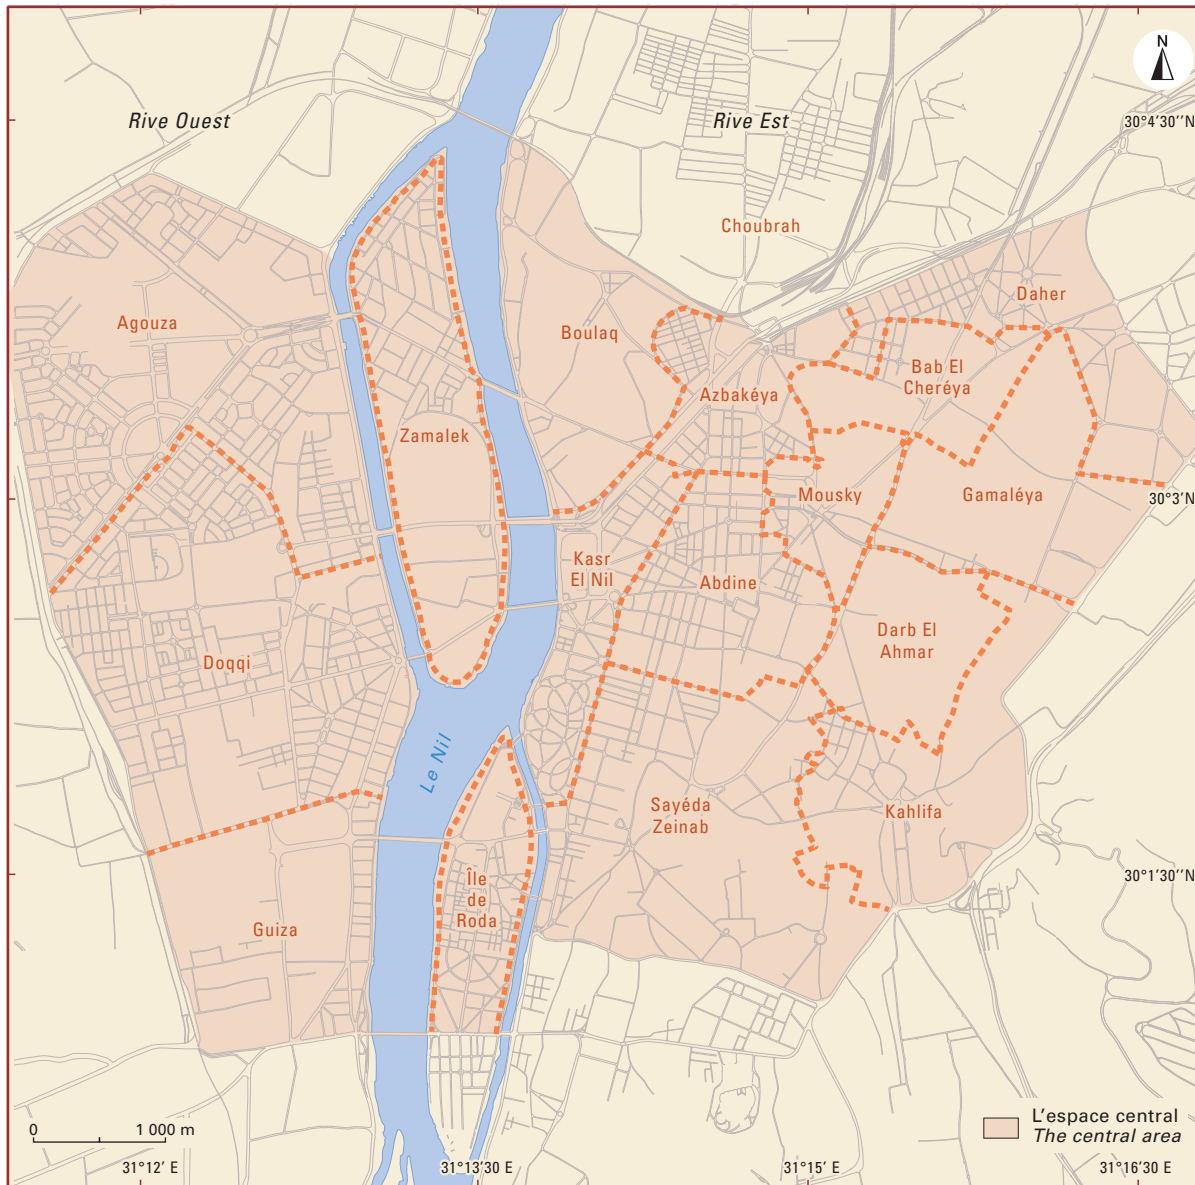 N
Rive Ouest
Rive Est
30°4'30''N
Choubrah
Daher
Agouza
Boulaq
Bab El
Cheréya
Azbakéya
Zamalek
Mousky
Gamaléya
30°3'N
Kasr
El Nil
Abdine
Darb El
Ahmar
Doqqi
Le Nil
Sayéda
Zeinab
Kahlifa
Île
de
Roda
30°1'30''N
Guiza
L'espace central
The central area
0
1 000 m
31°12' E
31°13'30 E
31°15' E
31°16'30 E